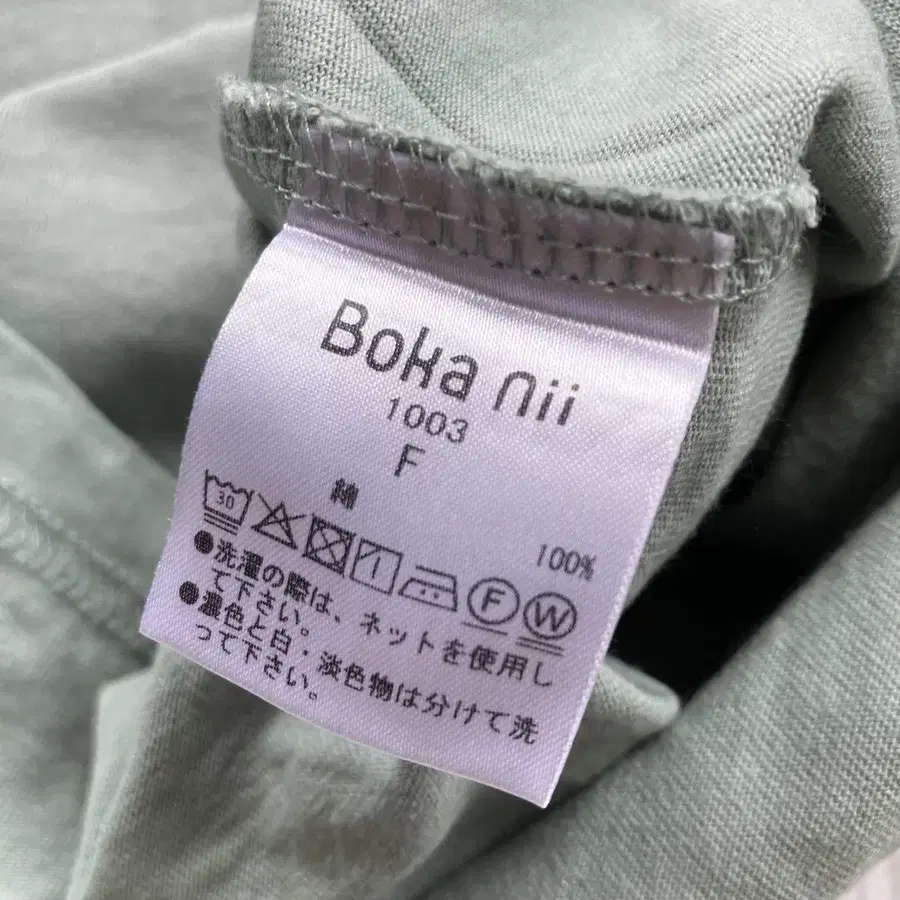 Boka nii
1003
F
綿
100%
30
F W
●洗濯の際は、ネットを使用し
て下さい。
●濃色と白・淡色物は分けて洗
って下さい。